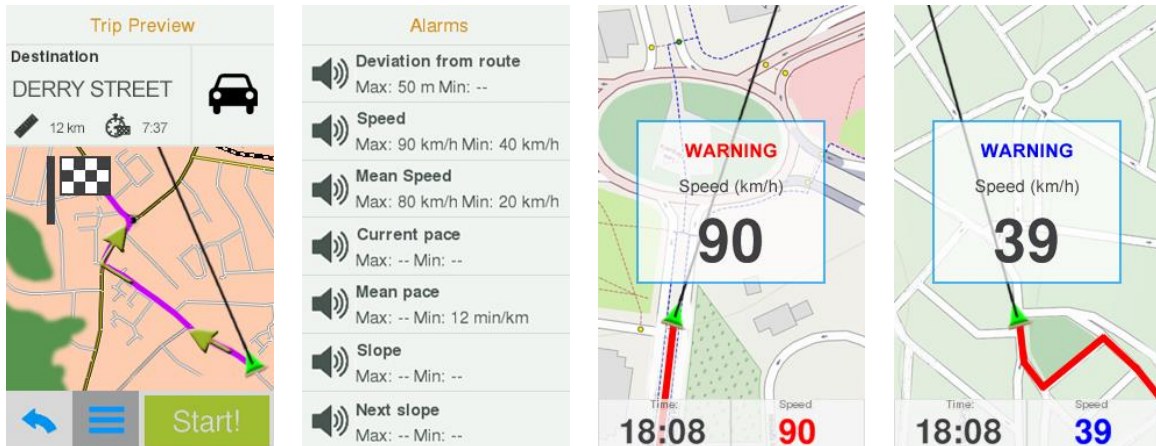 Trip Preview
Destination
DERRY STREET
12 km 7:37
Start!
Alarms
Deviation from route
Max: 50 m Min: --
Speed
Max: 90 km/h Min: 40 km/h
Mean Speed
Max: 80 km/h Min: 20 km/h
Current pace
Max: -- Min: --
Mean pace
Max: -- Min: 12 min/km
Slope
Max: -- Min: --
Next slope
Max: -- Min: --
WARNING
Speed (km/h)
90
Time: Speed
18:08 90
WARNING
Speed (km/h)
39
Time: Speed
18:08 39